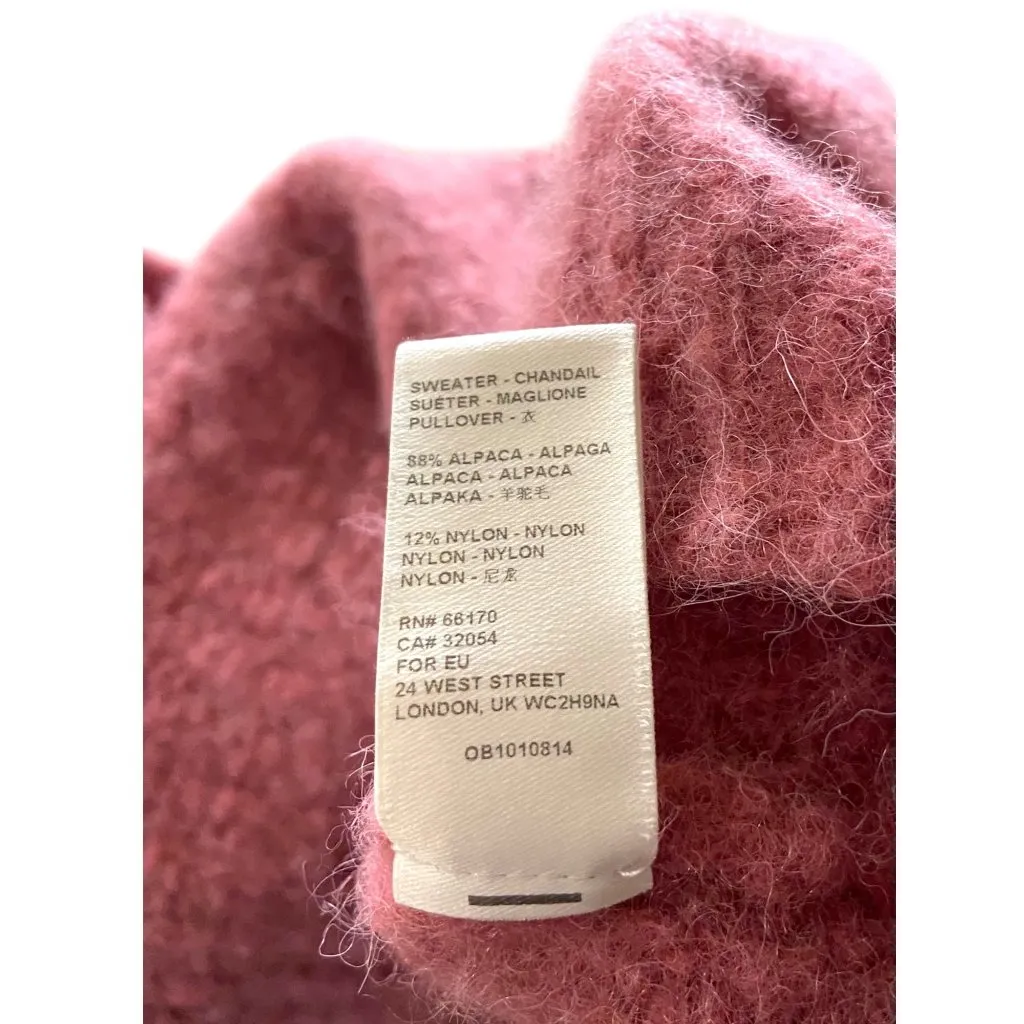 SWEATER - CHANDAIL
SUÉTER - MAGLIONE
PULLOVER - 衣
88% ALPACA - ALPAGA
ALPACA - ALPACA
ALPAKA - 羊驼毛
12% NYLON - NYLON
NYLON - NYLON
NYLON - 尼龙
RN# 66170
CA# 32054
FOR EU
24 WEST STREET
LONDON, UK WC2H9NA
OB1010814